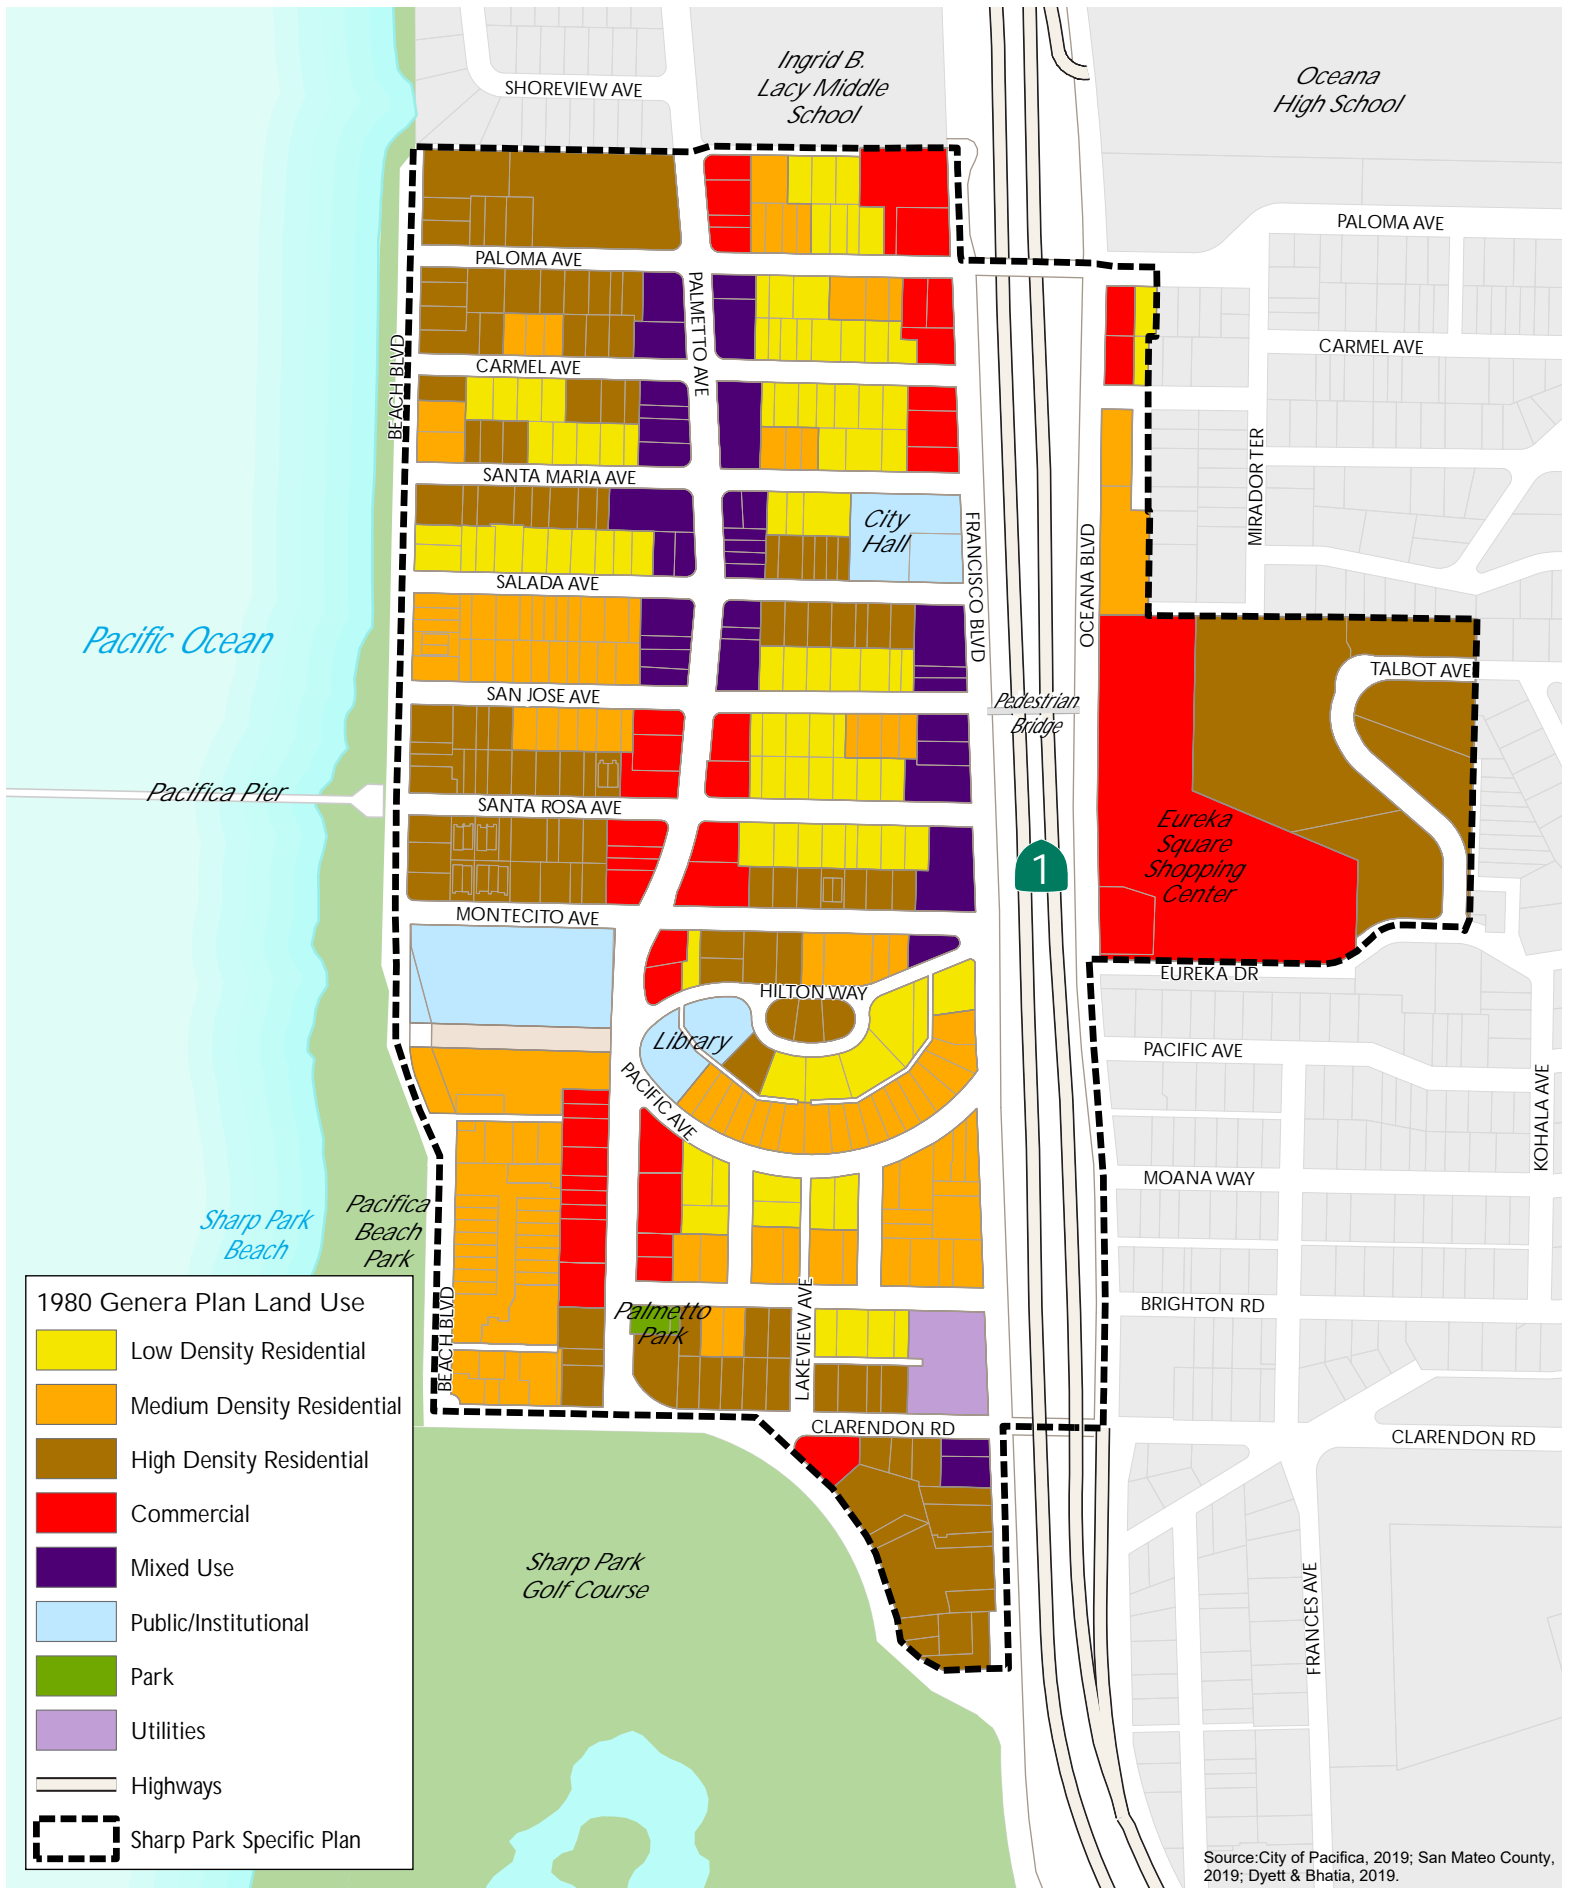 Ingrid B.
Lacy Middle
School
Oceana
High School
SHOREVIEW AVE
PALOMA AVE
PALOMA AVE
PALMETTO AVE
BEACH BLVD
CARMEL AVE
CARMEL AVE
SANTA MARIA AVE
MIRADOR TER
City
Hall
FRANCISCO BLVD
OCEANA BLVD
SALADA AVE
Pacific Ocean
TALBOT AVE
SAN JOSE AVE
Pedestrian
Bridge
Pacifica Pier
SANTA ROSA AVE
Eureka
Square
Shopping
Center
1
MONTECITO AVE
EUREKA DR
HILTON WAY
Library
PACIFIC AVE
PACIFIC AVE
KOHALA AVE
MOANA WAY
Sharp Park
Beach
Pacifica
Beach
Park
BEACH BLVD
Palmetto
Park
LAKEVIEW AVE
BRIGHTON RD
CLARENDON RD
CLARENDON RD
Sharp Park
Golf Course
FRANCES AVE
1980 Genera Plan Land Use
Low Density Residential
Medium Density Residential
High Density Residential
Commercial
Mixed Use
Public/Institutional
Park
Utilities
Highways
Sharp Park Specific Plan
Source:City of Pacifica, 2019; San Mateo County,
2019; Dyett & Bhatia, 2019.